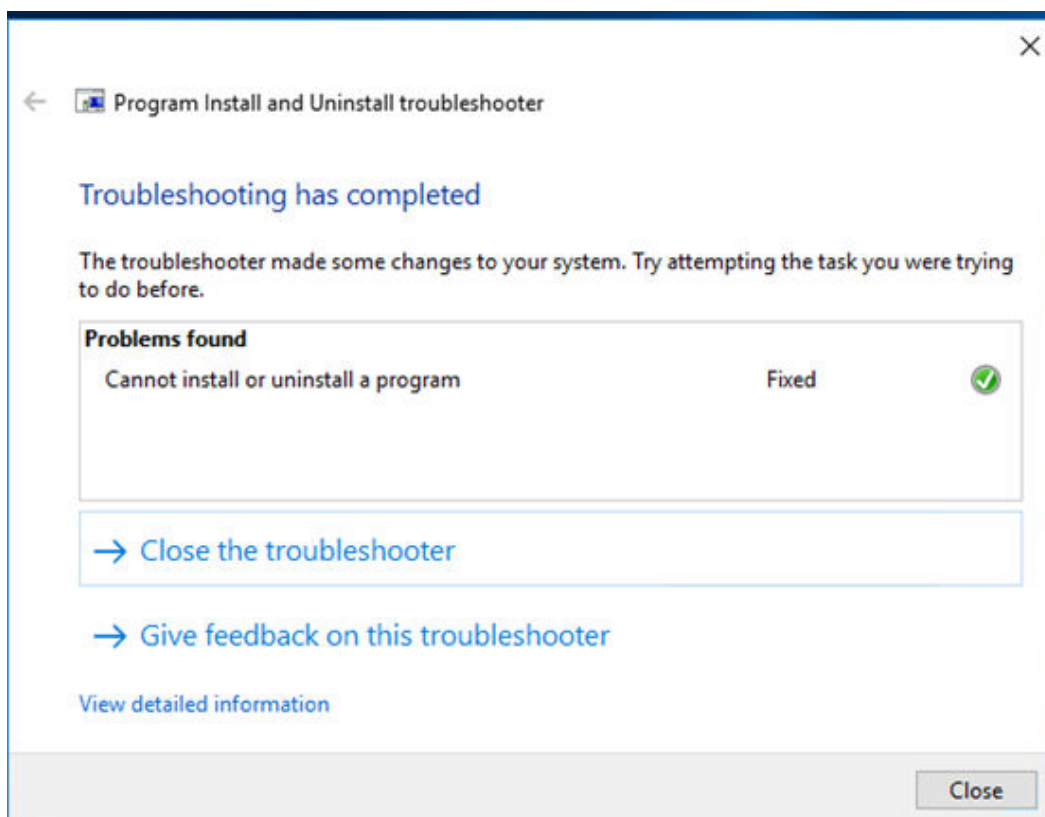 Program Install and Uninstall troubleshooter
Troubleshooting has completed
The troubleshooter made some changes to your system. Try attempting the task you were trying
to do before.
Problems found
Cannot install or uninstall a program Fixed
Close the troubleshooter
Give feedback on this troubleshooter
View detailed information
Close